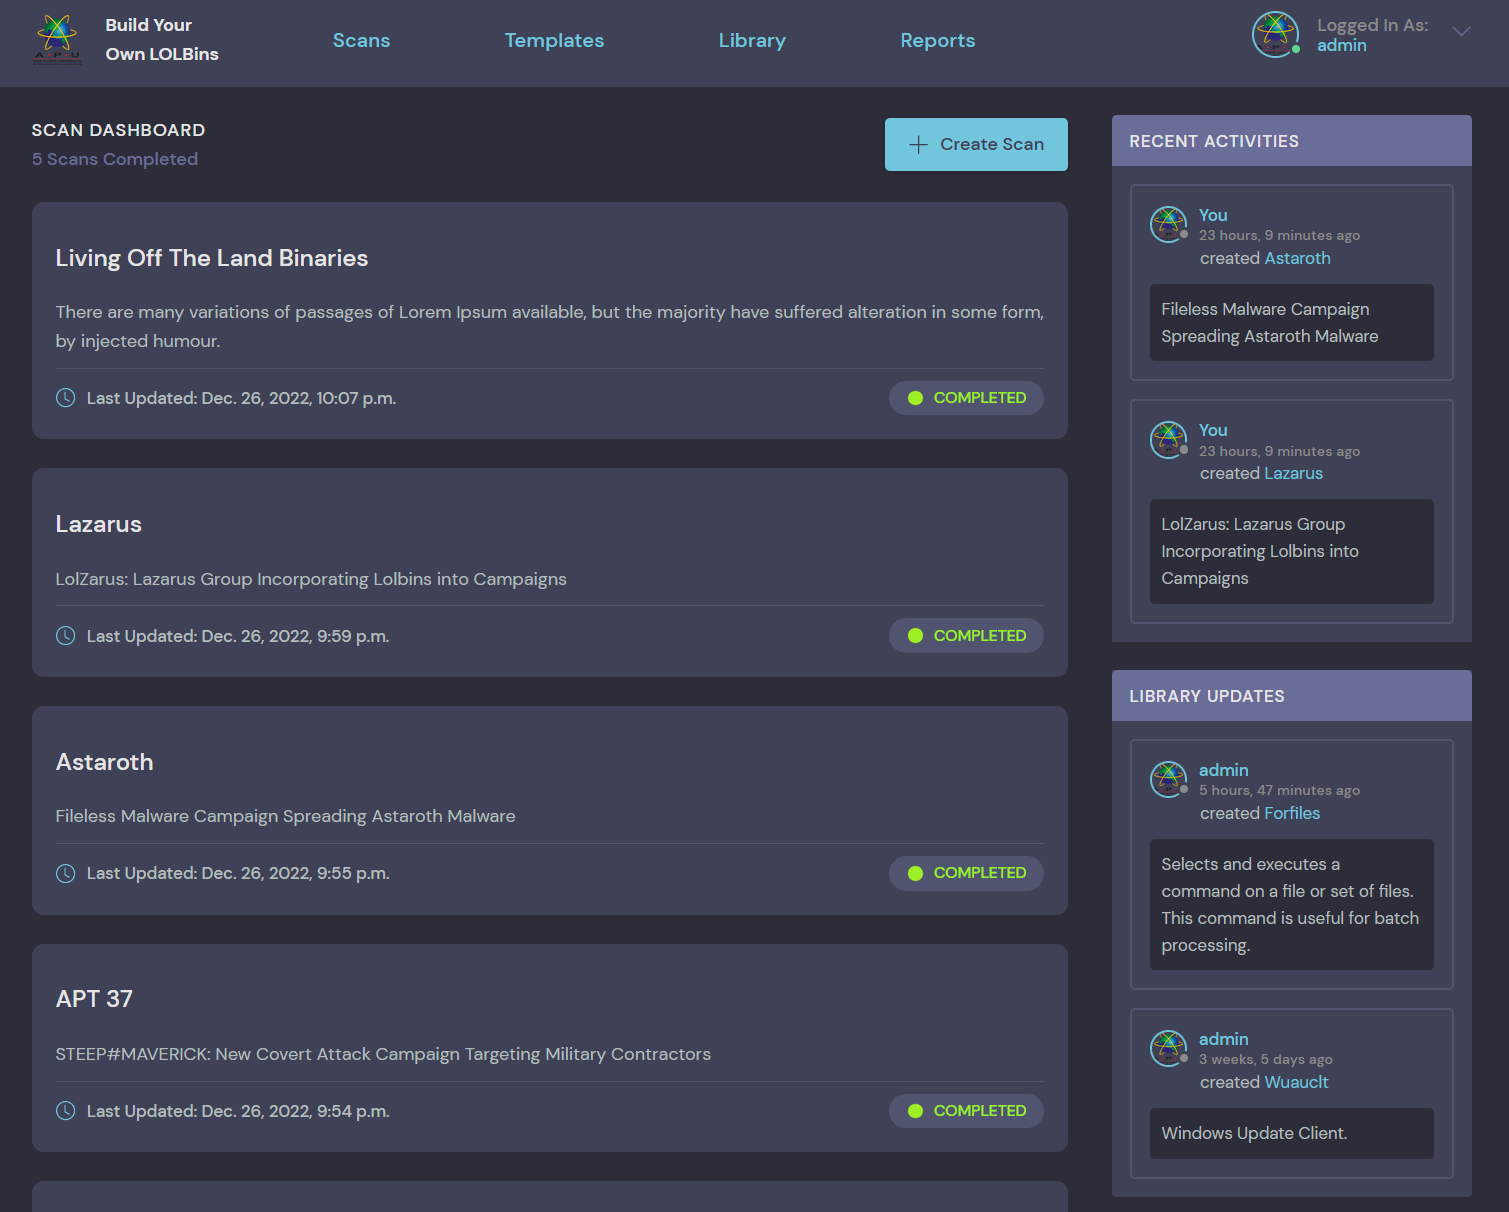 Build Your
Own LOLBins
A P U
Scans
Templates
Library
Reports
Logged In As:
admin
SCAN DASHBOARD
5 Scans Completed
Create Scan
Living Off The Land Binaries
There are many variations of passages of Lorem Ipsum available, but the majority have suffered alteration in some form,
by injected humour.
Last Updated: Dec. 26, 2022, 10:07 p.m.
COMPLETED
Lazarus
LolZarus: Lazarus Group Incorporating Lolbins into Campaigns
Last Updated: Dec. 26, 2022, 9:59 p.m.
COMPLETED
Astaroth
Fileless Malware Campaign Spreading Astaroth Malware
Last Updated: Dec. 26, 2022, 9:55 p.m.
COMPLETED
APT 37
STEEP#MAVERICK: New Covert Attack Campaign Targeting Military Contractors
Last Updated: Dec. 26, 2022, 9:54 p.m.
COMPLETED
RECENT ACTIVITIES
You
23 hours, 9 minutes ago
created Astaroth
Fileless Malware Campaign
Spreading Astaroth Malware
You
23 hours, 9 minutes ago
created Lazarus
LolZarus: Lazarus Group
Incorporating Lolbins into
Campaigns
LIBRARY UPDATES
admin
5 hours, 47 minutes ago
created Forfiles
Selects and executes a
command on a file or set of files.
This command is useful for batch
processing.
admin
3 weeks, 5 days ago
created Wuauclt
Windows Update Client.